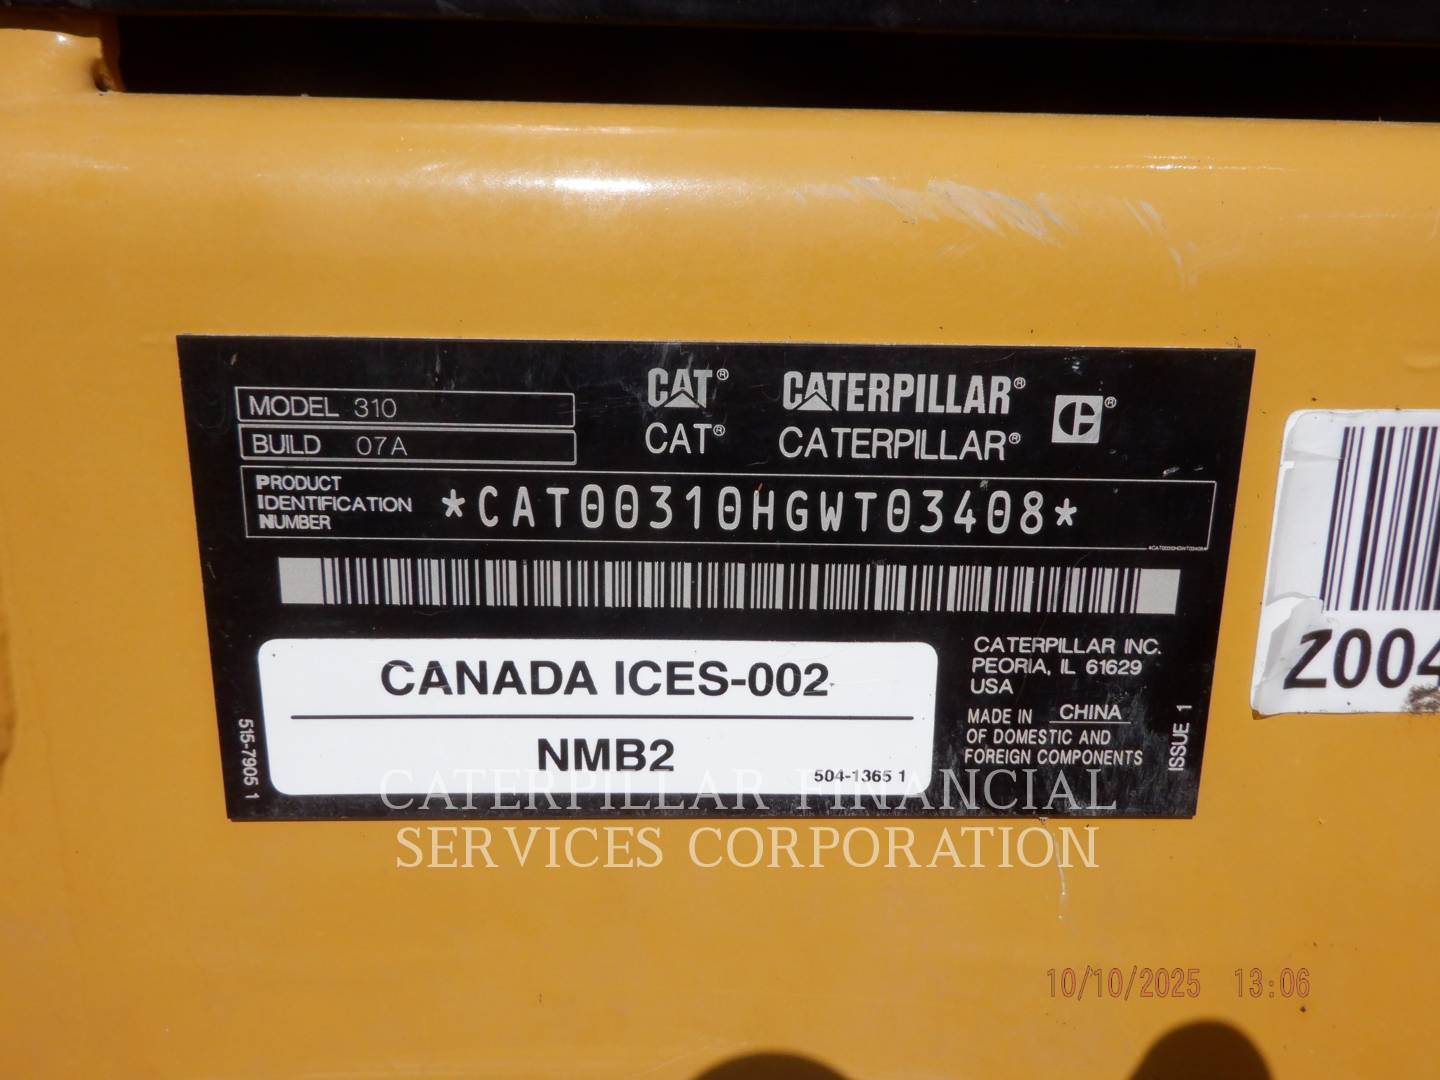 MODEL 310
BUILD 07A
CAT® CATERPILLAR®
CAT® CATERPILLAR® C®
PRODUCT
IDENTIFICATION
NUMBER
*CAT00310HGWT03408*
*CAT00310HGWT03408*
CANADA ICES-002
NMB2
504-1365 1
515-7905 1
CATERPILLAR INC.
PEORIA, IL 61629
USA
MADE IN CHINA
OF DOMESTIC AND
FOREIGN COMPONENTS
ISSUE 1
Z004
CATERPILLAR FINANCIAL
SERVICES CORPORATION
10/10/2025 13:06